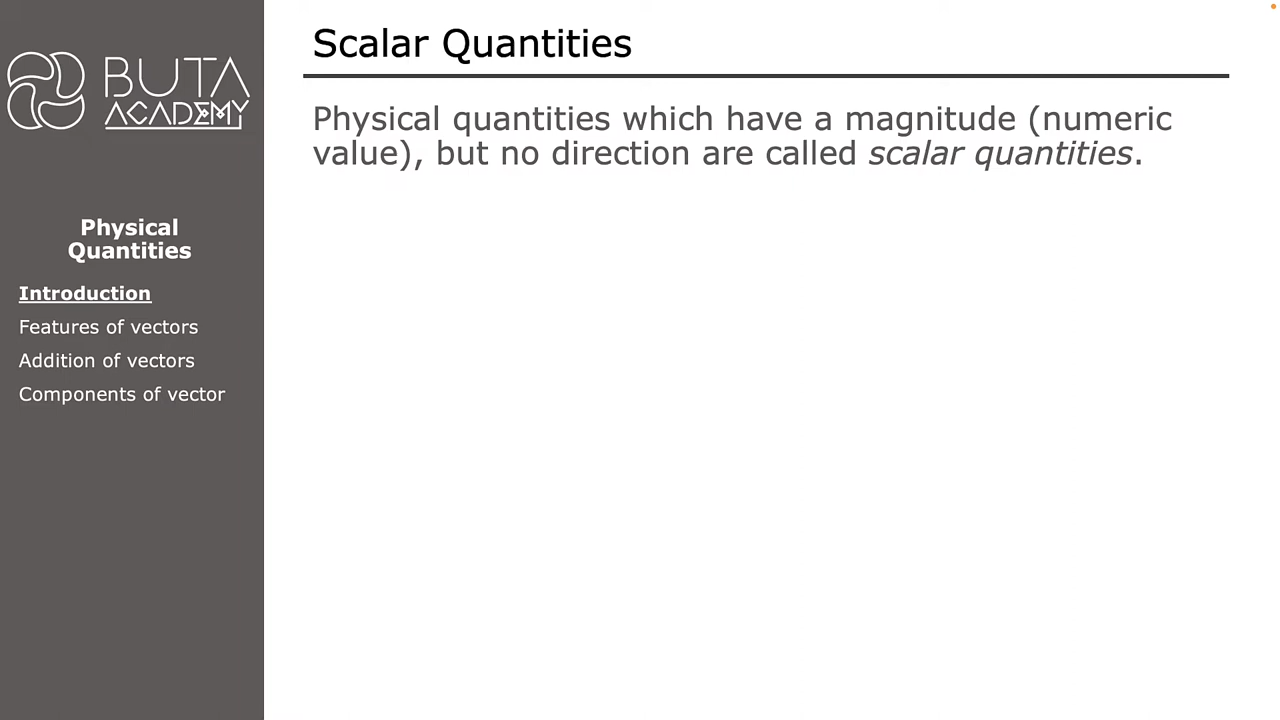 BUTA
ACADEMY
Physical
Quantities
Introduction
Features of vectors
Addition of vectors
Components of vector
Scalar Quantities
Physical quantities which have a magnitude (numeric
value), but no direction are called scalar quantities.